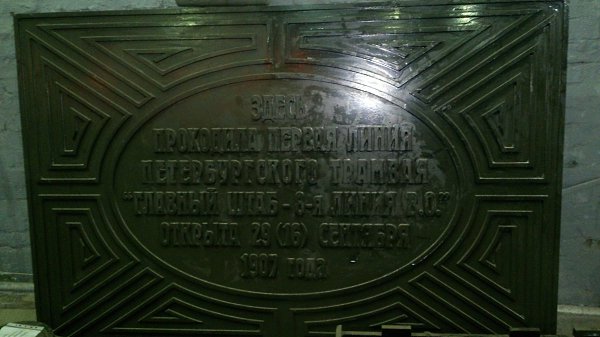 ЗДЕСЬ
ПРОХОДИЛА ПЕРВАЯ ЛИНИЯ
ПЕТЕРБУРГСКОГО ТРАМВАЯ
"ГЛАВНЫЙ ШТАБ - 8-я ЛИНИЯ В.О."
ОТКРЫТА 29 (16) СЕНТЯБРЯ
1907 ГОДА